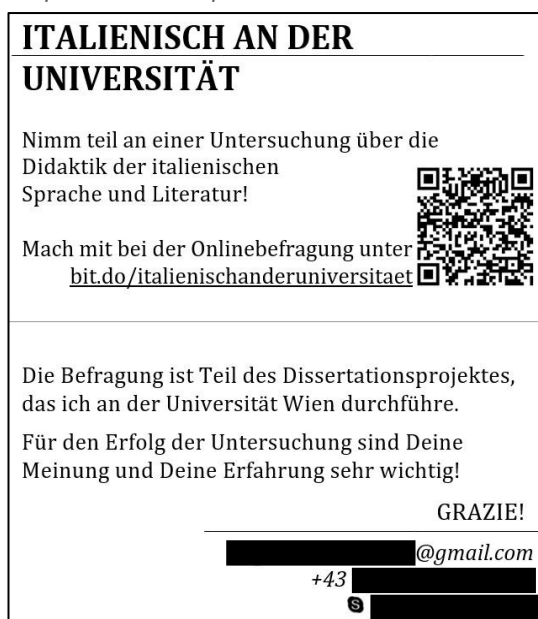 ITALIENISCH AN DER
UNIVERSITÄT
Nimm teil an einer Untersuchung über die
Didaktik der italienischen
Sprache und Literatur!
Mach mit bei der Onlinebefragung unter
bit.do/italienischanderuniversitaet
Die Befragung ist Teil des Dissertationsprojektes,
das ich an der Universität Wien durchführe.
Für den Erfolg der Untersuchung sind Deine
Meinung und Deine Erfahrung sehr wichtig!
GRAZIE!
@gmail.com
+43